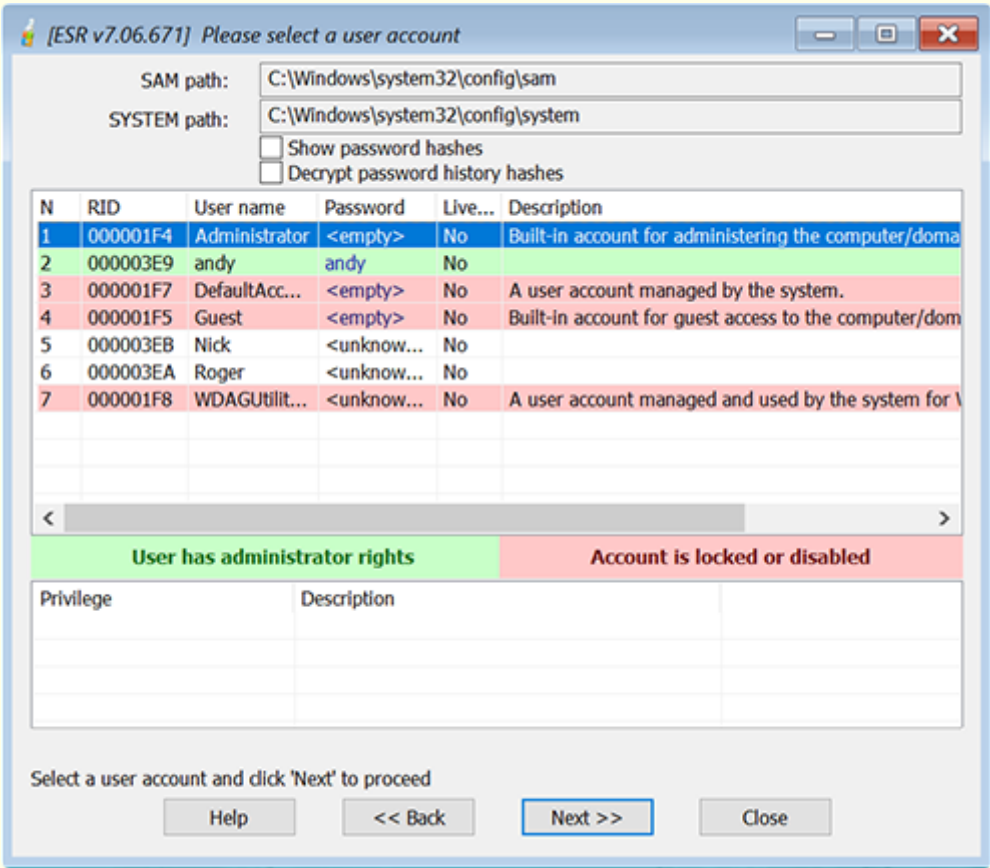 [ESR v7.06.671] Please select a user account
SAM path: C:\Windows\system32\config\sam
SYSTEM path: C:\Windows\system32\config\system
Show password hashes
Decrypt password history hashes
N RID User name Password Live... Description
1 000001F4 Administrator <empty> No Built-in account for administering the computer/doma
2 000003E9 andy andy No
3 000001F7 DefaultAcc... <empty> No A user account managed by the system.
4 000001F5 Guest <empty> No Built-in account for guest access to the computer/dom
5 000003EB Nick <unknow... No
6 000003EA Roger <unknow... No
7 000001F8 WDAGUtilit... <unknow... No A user account managed and used by the system for
User has administrator rights Account is locked or disabled
Privilege Description
Select a user account and click 'Next' to proceed
Help << Back Next >> Close